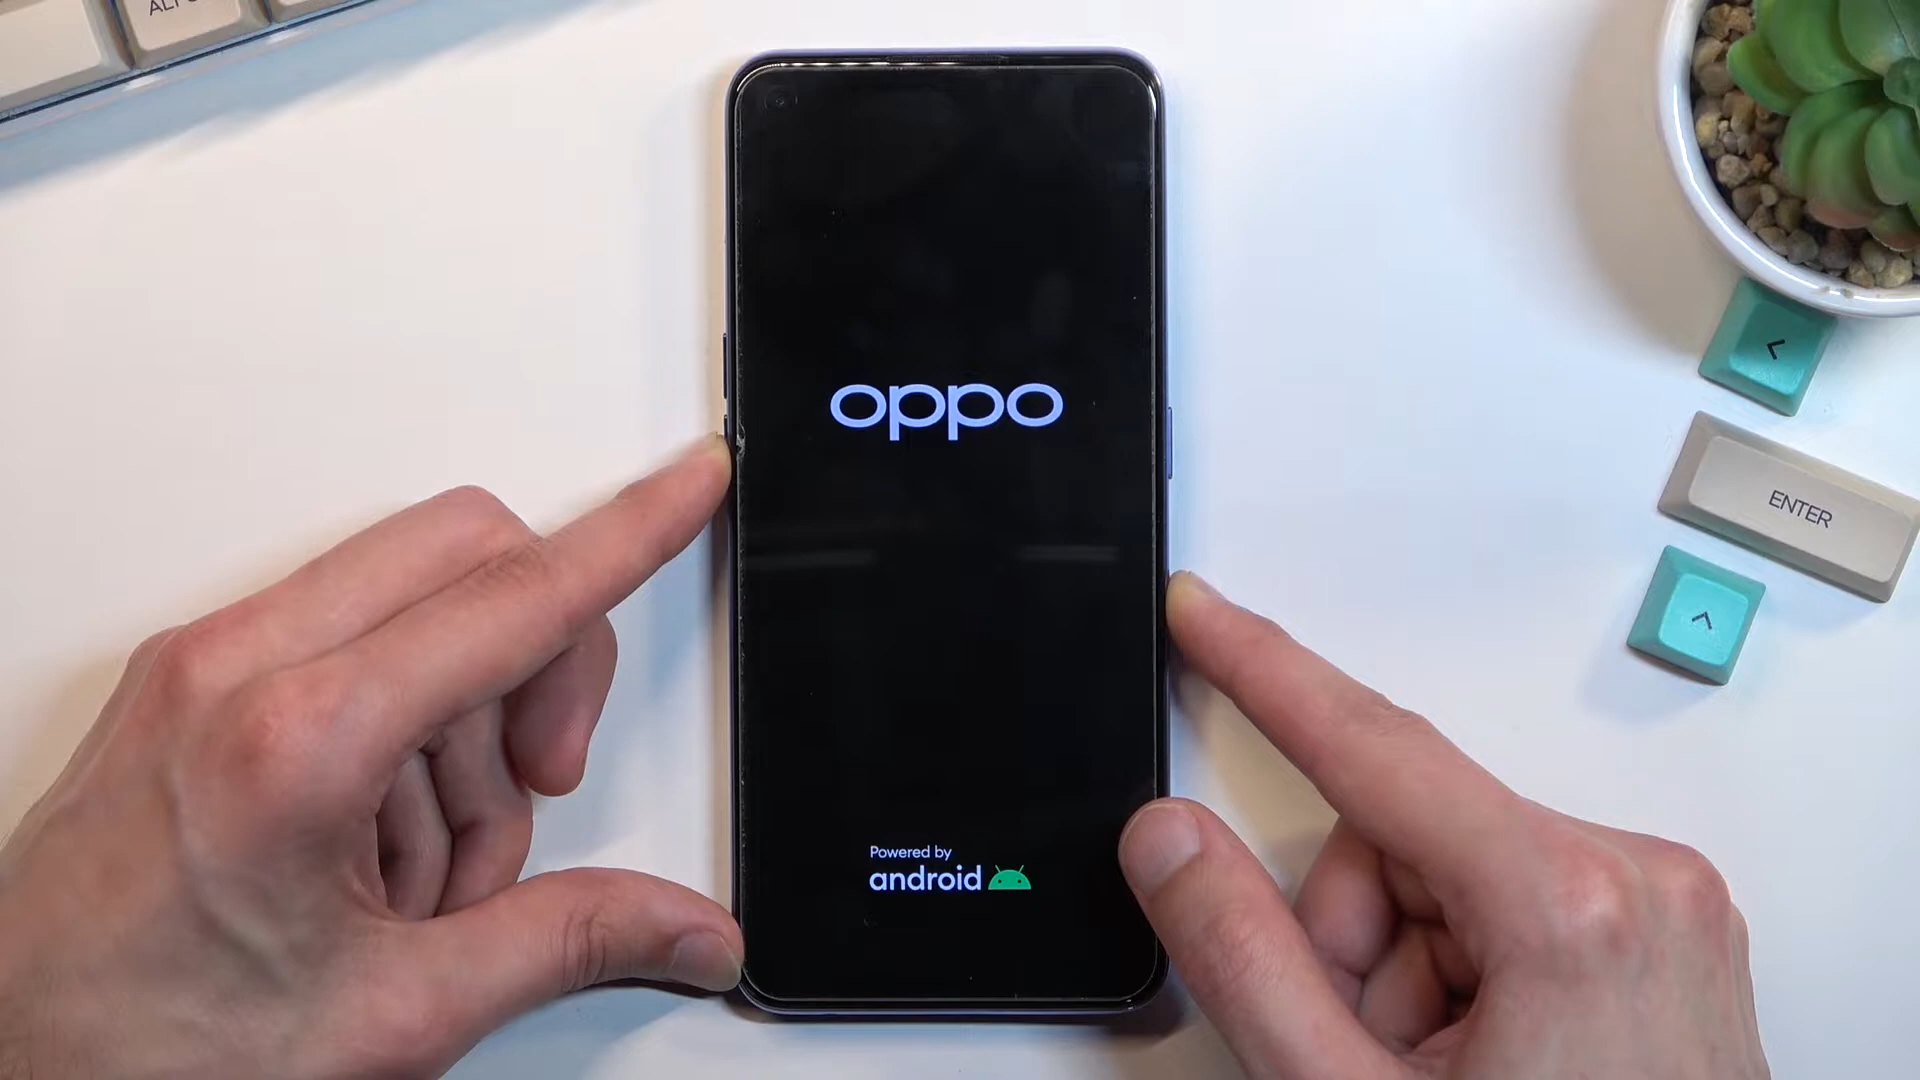 oppo
Powered by
android
<
ENTER
^